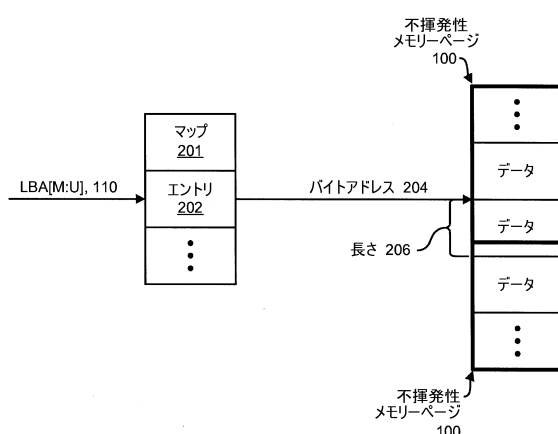 不揮発性
メモリーページ
100
マップ
201
LBA[M:U], 110
エントリ
202
バイトアドレス 204
データ
データ
長さ 206
データ
不揮発性
メモリーページ
100